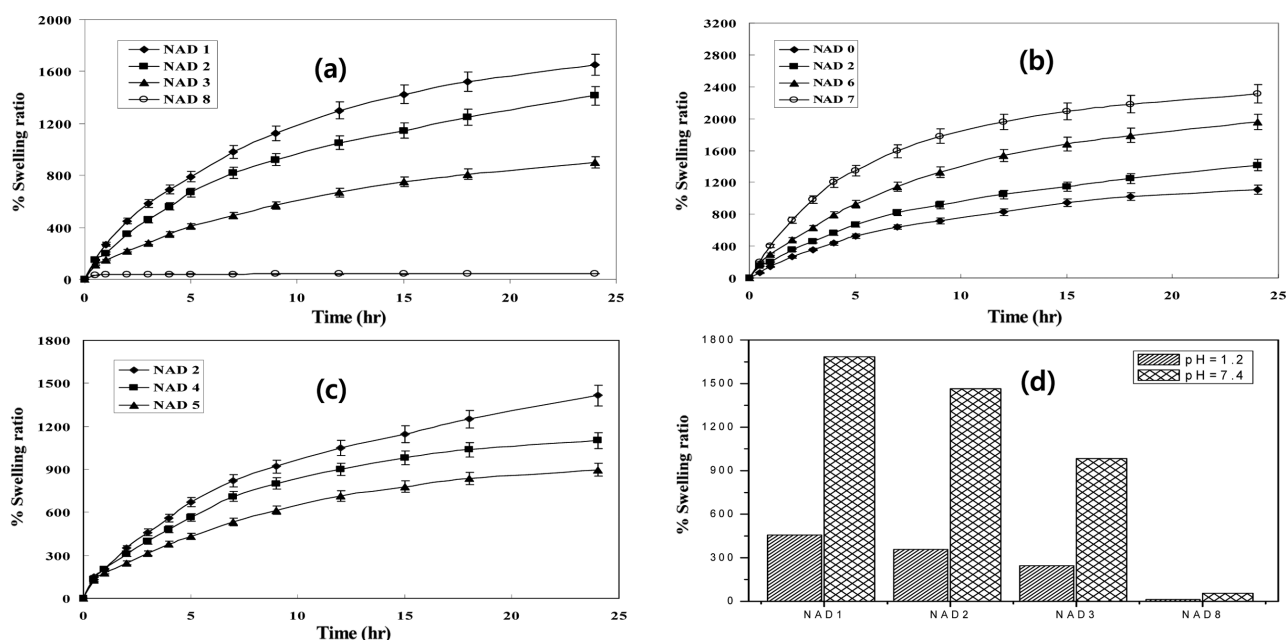 (a)
% Swelling ratio
2000
1600
1200
800
400
0
NAD 1
NAD 2
NAD 3
NAD 8
0 5 10 15 20 25
Time (hr)
(b)
% Swelling ratio
3200
2800
2400
2000
1600
1200
800
400
0
NAD 0
NAD 2
NAD 6
NAD 7
0 5 10 15 20 25
Time (hr)
(c)
% Swelling ratio
1800
1500
1200
900
600
300
0
NAD 2
NAD 4
NAD 5
0 5 10 15 20 25
Time (hr)
(d)
% Swelling ratio
1800
1500
1200
900
600
300
0
pH=1.2
pH=7.4
NAD1 NAD2 NAD3 NAD8